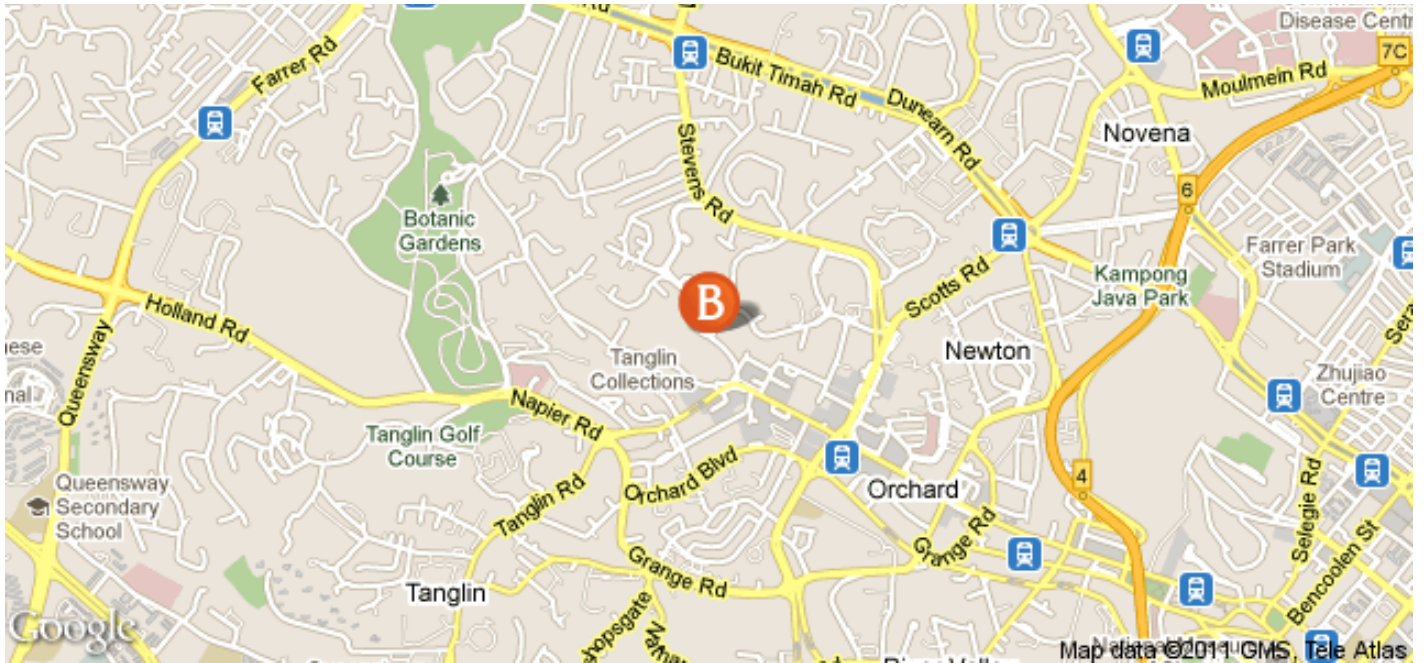 Disease Centr
7C
Farrer Rd
Bukit Timah Rd
Moulmein Rd
Dunearn Rd
Novena
Stevens Rd
6
Botanic
Gardens
Farrer Park
Stadium
Scotts Rd
Kampong
Java Park
B
Holland Rd
Queensway
Newton
Tanglin
Collections
Zhujiao
Centre
Napier Rd
Tanglin Golf
Course
Orchard Blvd
Orchard
4
Queensway
Secondary
School
Tanglin Rd
Selegie Rd
Grange Rd
Grange Rd
Tanglin
Bencoolen St
Google
Map data ©2011 GMS, Tele Atlas